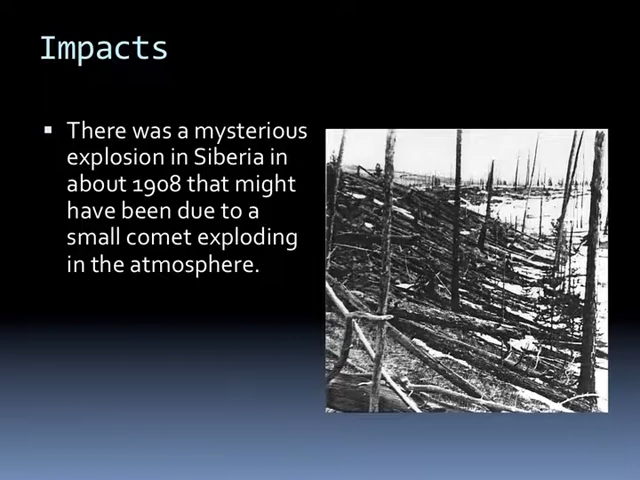 Impacts
There was a mysterious
explosion in Siberia in
about 1908 that might
have been due to a
small comet exploding
in the atmosphere.